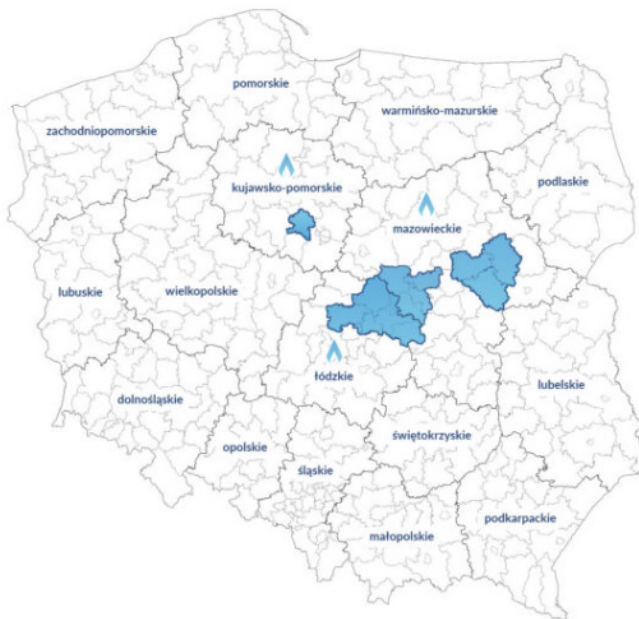 pomorskie
warmińsko-mazurskie
zachodniopomorskie
podlaskie
kujawsko-pomorskie
mazowieckie
lubuskie
wielkopolskie
łódzkie
lubelskie
dolnośląskie
świętokrzyskie
opolskie
śląskie
podkarpackie
małopolskie